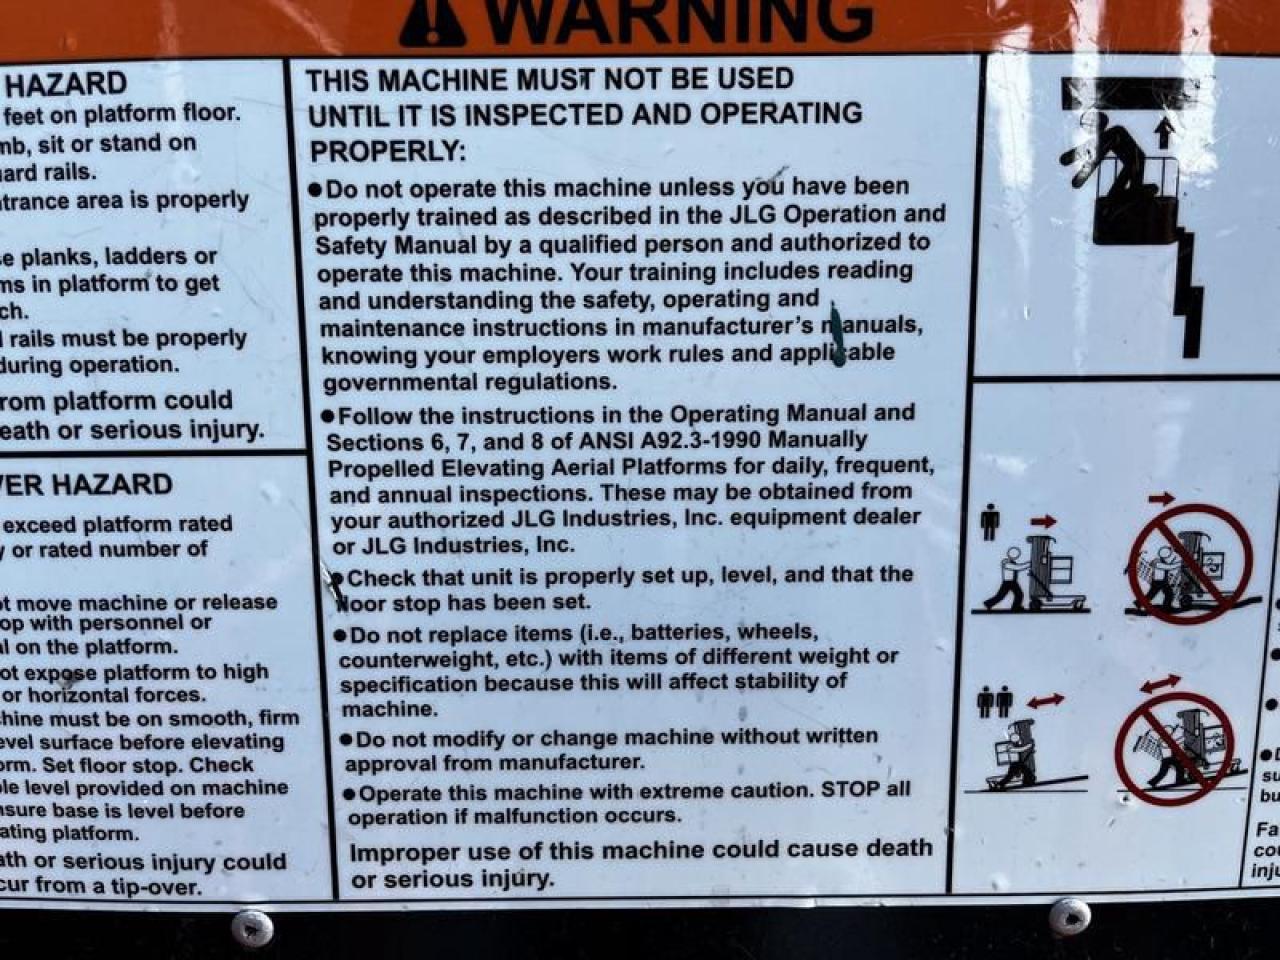 WARNING
HAZARD
feet on platform floor.
sit or stand on
rails.
area is properly
planks, ladders or
in platform to get
rails must be properly
during operation.
platform could
or serious injury.
HAZARD
exceed platform rated
or rated number of
move machine or release
with personnel or
on the platform.
expose platform to high
or horizontal forces.
must be on smooth, firm
surface before elevating
Set floor stop. Check
level provided on machine
base is level before
platform.
or serious injury could
from a tip-over.
THIS MACHINE MUST NOT BE USED
UNTIL IT IS INSPECTED AND OPERATING
PROPERLY:
●Do not operate this machine unless you have been
properly trained as described in the JLG Operation and
Safety Manual by a qualified person and authorized to
operate this machine. Your training includes reading
and understanding the safety, operating and
maintenance instructions in manufacturer's manuals,
knowing your employers work rules and applicable
governmental regulations.
●Follow the instructions in the Operating Manual and
Sections 6, 7, and 8 of ANSI A92.3-1990 Manually
Propelled Elevating Aerial Platforms for daily, frequent,
and annual inspections. These may be obtained from
your authorized JLG Industries, Inc. equipment dealer
or JLG Industries, Inc.
●Check that unit is properly set up, level, and that the
floor stop has been set.
●Do not replace items (i.e., batteries, wheels,
counterweight, etc.) with items of different weight or
specification because this will affect stability of
machine.
●Do not modify or change machine without written
approval from manufacturer.
●Operate this machine with extreme caution. STOP all
operation if malfunction occurs.
Improper use of this machine could cause death
or serious injury.